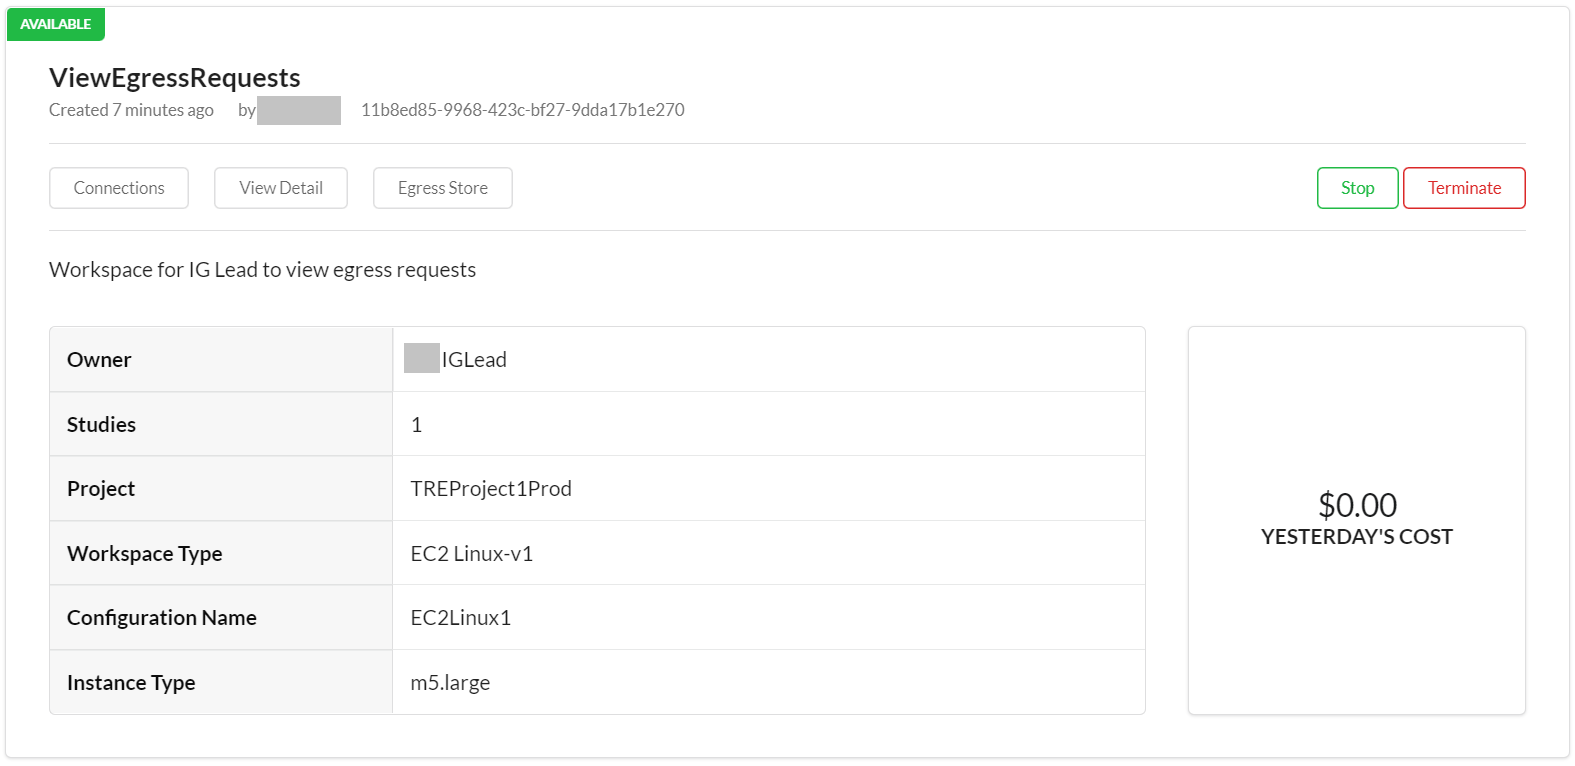 AVAILABLE
ViewEgressRequests
Created 7 minutes ago by 11b8ed85-9968-423c-bf27-9dda17b1e270
Connections View Detail Egress Store Stop Terminate
Workspace for IG Lead to view egress requests
Owner IGLead
Studies 1
Project TREProject1Prod
Workspace Type EC2 Linux-v1
Configuration Name EC2Linux1
Instance Type m5.large
$0.00
YESTERDAY'S COST